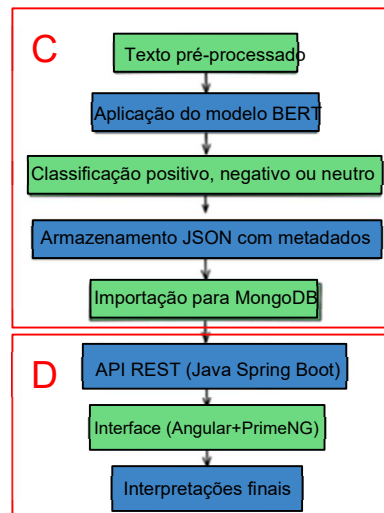 C
Texto pré-processado
Aplicação do modelo BERT
Classificação positivo, negativo ou neutro
Armazenamento JSON com metadados
Importação para MongoDB
D
API REST (Java Spring Boot)
Interface (Angular+PrimeNG)
Interpretações finais